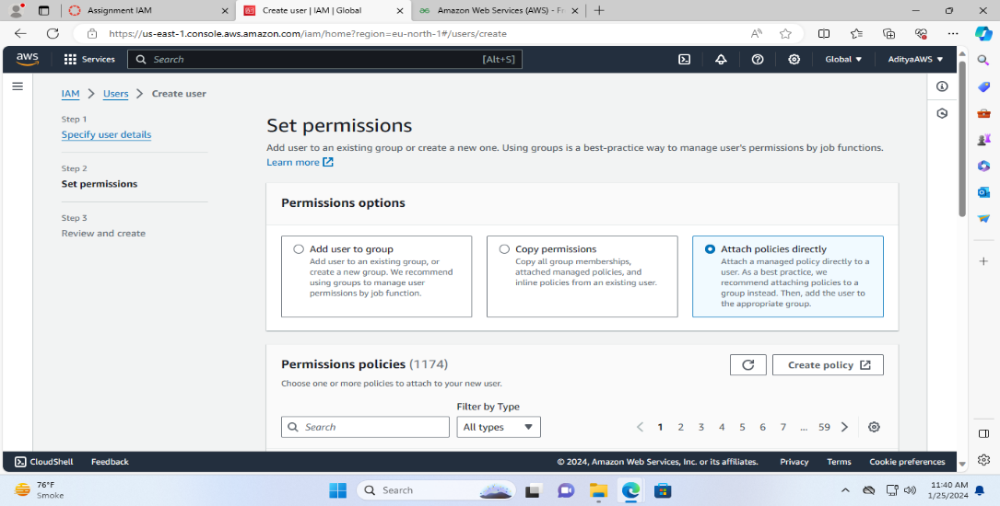 Assignment IAM
Create user | IAM | Global
Amazon Web Services (AWS) - Fr
https://us-east-1.console.aws.amazon.com/iam/home?region=eu-north-1#/users/create
aws
Services
Search
[Alt+S]
Global
AdityaAWS
IAM > Users > Create user
Step 1
Specify user details
Step 2
Set permissions
Step 3
Review and create
Set permissions
Add user to an existing group or create a new one. Using groups is a best-practice way to manage user's permissions by job functions.
Learn more
Permissions options
Add user to group
Add user to an existing group, or
create a new group. We recommend
using groups to manage user
permissions by job function.
Copy permissions
Copy all group memberships,
attached managed policies, and
inline policies from an existing user.
Attach policies directly
Attach a managed policy directly to a
user. As a best practice, we
recommend attaching policies to a
group instead. Then, add the user to
the appropriate group.
Permissions policies (1174)
Create policy
Choose one or more policies to attach to your new user.
Filter by Type
Search
All types
1 2 3 4 5 6 7 ... 59
CloudShell
Feedback
© 2024, Amazon Web Services, Inc. or its affiliates.
Privacy
Terms
Cookie preferences
76°F
Smoke
Search
11:40 AM
1/25/2024